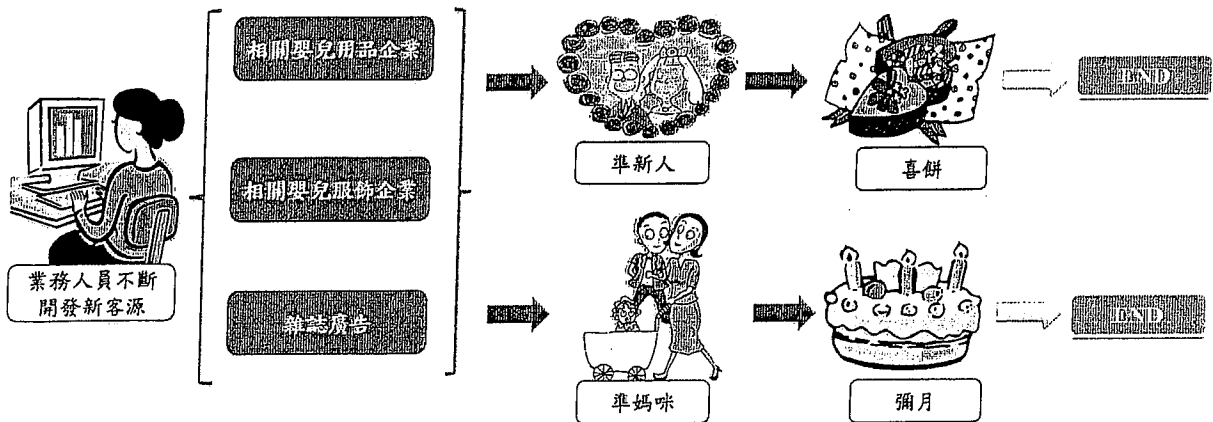 業務人員不斷
開發新客源
相關嬰兒用品企業
相關嬰兒服飾企業
雜誌廣告
準新人
喜餅
END
準媽咪
彌月
END